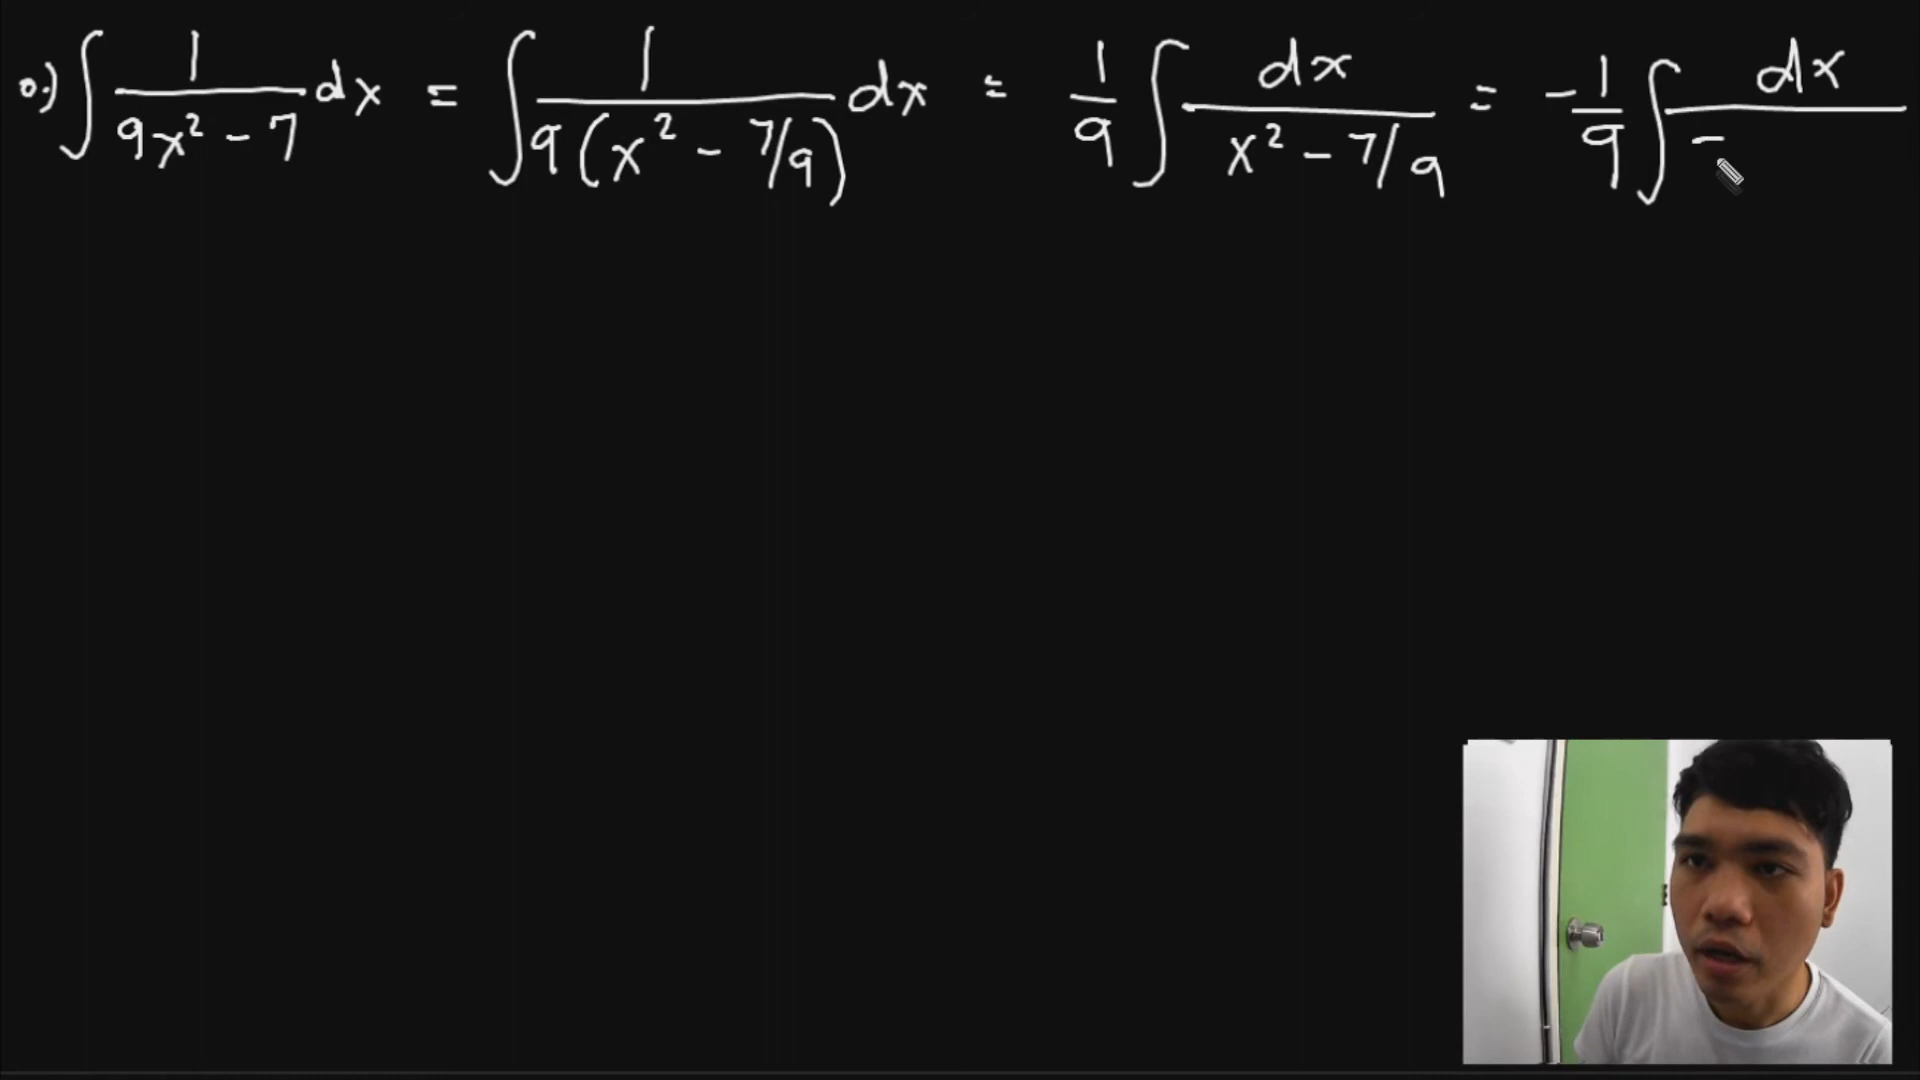 o.) ∫ 1/(9x² - 7) dx = ∫ 1/(9(x² - 7/9)) dx = 1/9 ∫ dx/(x² - 7/9) = -1/9 ∫ dx/-